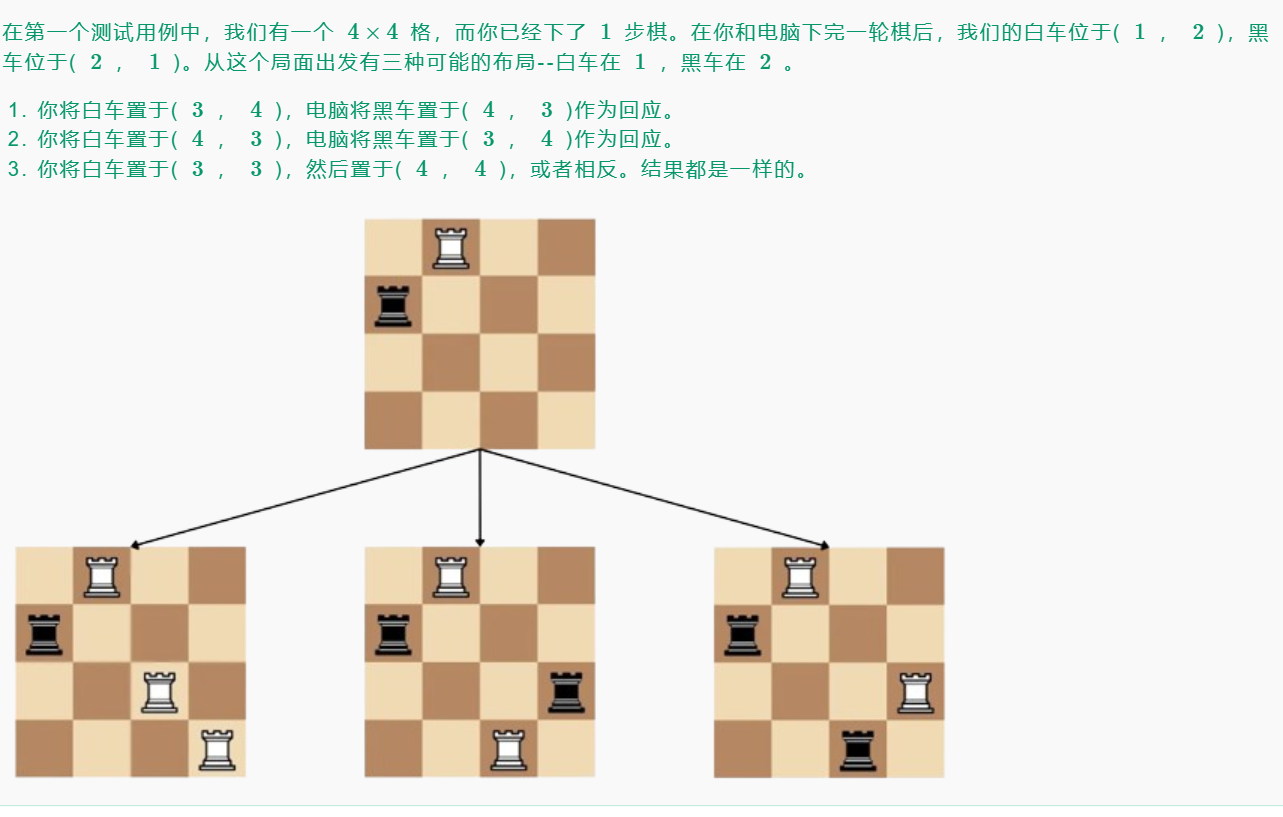 在第一个测试用例中，我们有一个 4×4 格，而你已经下了 1 步棋。在你和电脑下完一轮棋后，我们的白车位于( 1 ， 2 )，黑
车位于( 2 ， 1 )。从这个局面出发有三种可能的布局--白车在 1 ，黑车在 2 。
1. 你将白车置于( 3 ， 4 )，电脑将黑车置于( 4 ， 3 )作为回应。
2. 你将白车置于( 4 ， 3 )，电脑将黑车置于( 3 ， 4 )作为回应。
3. 你将白车置于( 3 ， 3 )，然后置于( 4 ， 4 )，或者相反。结果都是一样的。